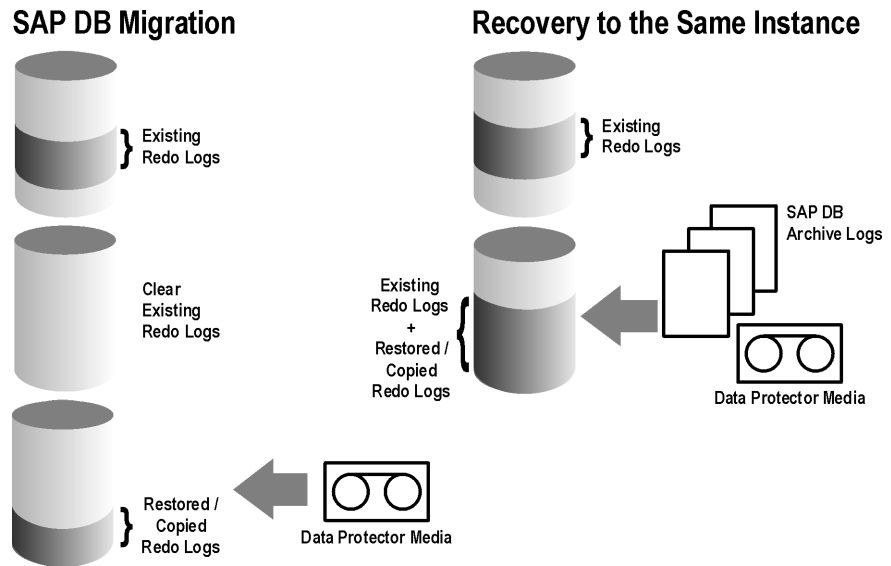 SAP DB Migration
Existing
Redo Logs
Clear
Existing
Redo Logs
Restored /
Copied
Redo Logs
Data Protector Media
Recovery to the Same Instance
Existing
Redo Logs
SAP DB
Archive Logs
Existing
Redo Logs
+
Restored /
Copied
Redo Logs
Data Protector Media